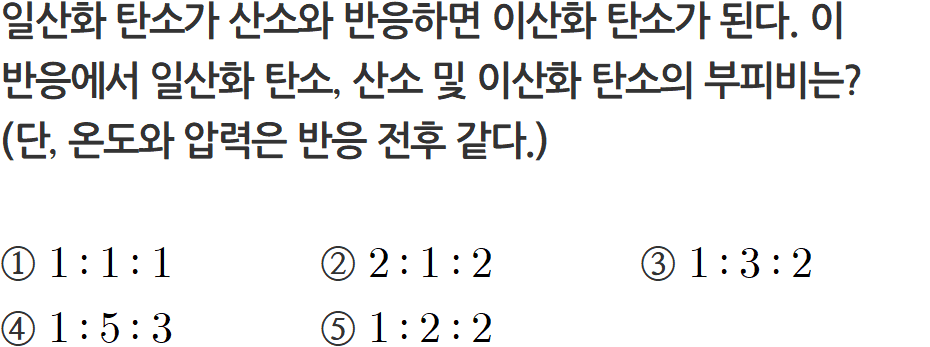 일산화 탄소가 산소와 반응하면 이산화 탄소가 된다. 이
반응에서 일산화 탄소, 산소 및 이산화 탄소의 부피비는?
(단, 온도와 압력은 반응 전후 같다.)
① 1 : 1 : 1 ② 2 : 1 : 2 ③ 1 : 3 : 2
④ 1 : 5 : 3 ⑤ 1 : 2 : 2